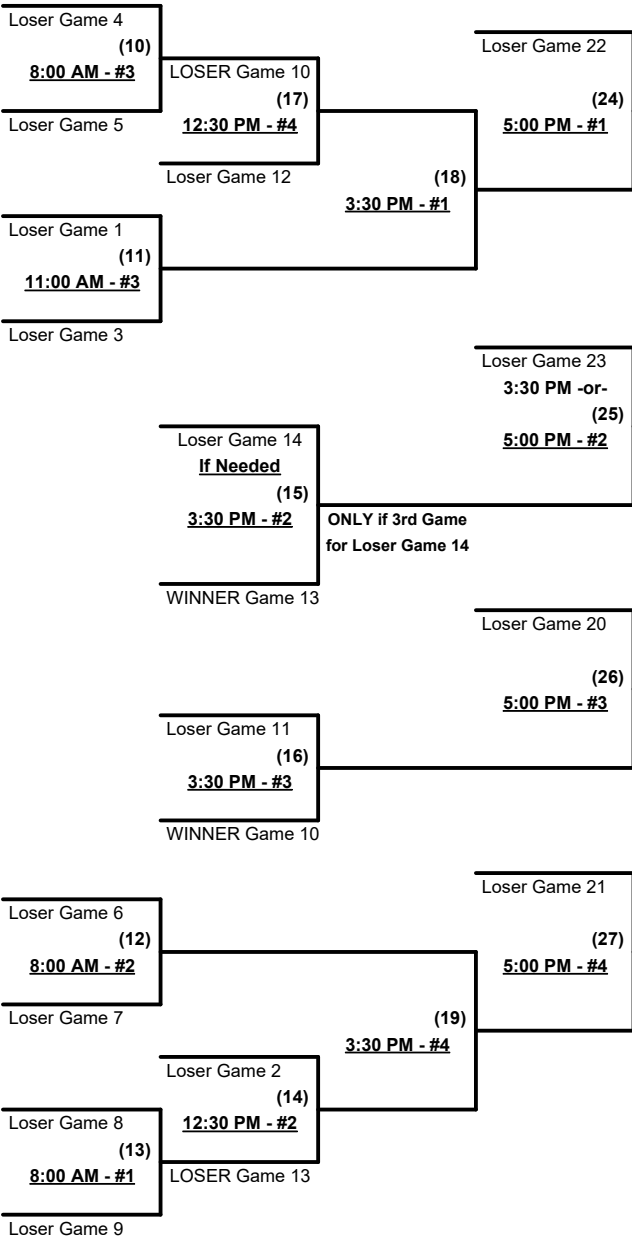 Loser Game 4
(10)
8:00 AM - #3
Loser Game 5
LOSER Game 10
(17)
12:30 PM - #4
Loser Game 12
Loser Game 22
(24)
5:00 PM - #1
(18)
3:30 PM - #1
Loser Game 1
(11)
11:00 AM - #3
Loser Game 3
Loser Game 23
3:30 PM -or-
(25)
5:00 PM - #2
Loser Game 14
If Needed
(15)
3:30 PM - #2
ONLY if 3rd Game
for Loser Game 14
WINNER Game 13
Loser Game 20
(26)
5:00 PM - #3
Loser Game 11
(16)
3:30 PM - #3
WINNER Game 10
Loser Game 21
(27)
5:00 PM - #4
Loser Game 6
(12)
8:00 AM - #2
Loser Game 7
(19)
3:30 PM - #4
Loser Game 2
(14)
12:30 PM - #2
LOSER Game 13
Loser Game 8
(13)
8:00 AM - #1
Loser Game 9